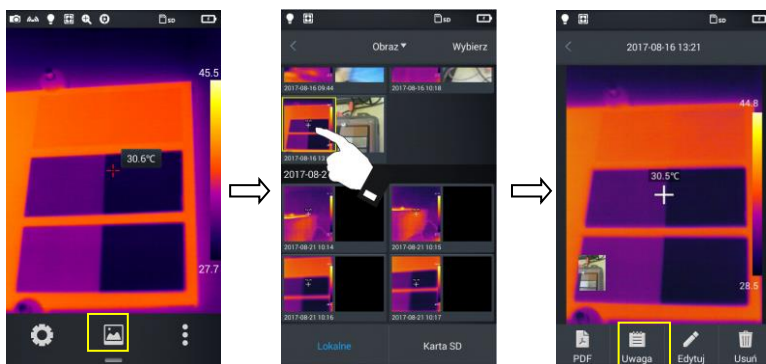 SD
45.5
30.6°C
27.7
SD
Obraz
Wybierz
2017-08-16 09:44
2017-08-16 10:18
2017-08-16 13
2017-08-2
2017-08-21 10:14
2017-08-21 10:15
2017-08-21 10:16
2017-08-21 10:17
Lokalne
Karta SD
SD
2017-08-16 13:21
44.8
30.5°C
28.5
PDF
Uwaga
Edytuj
Usuń